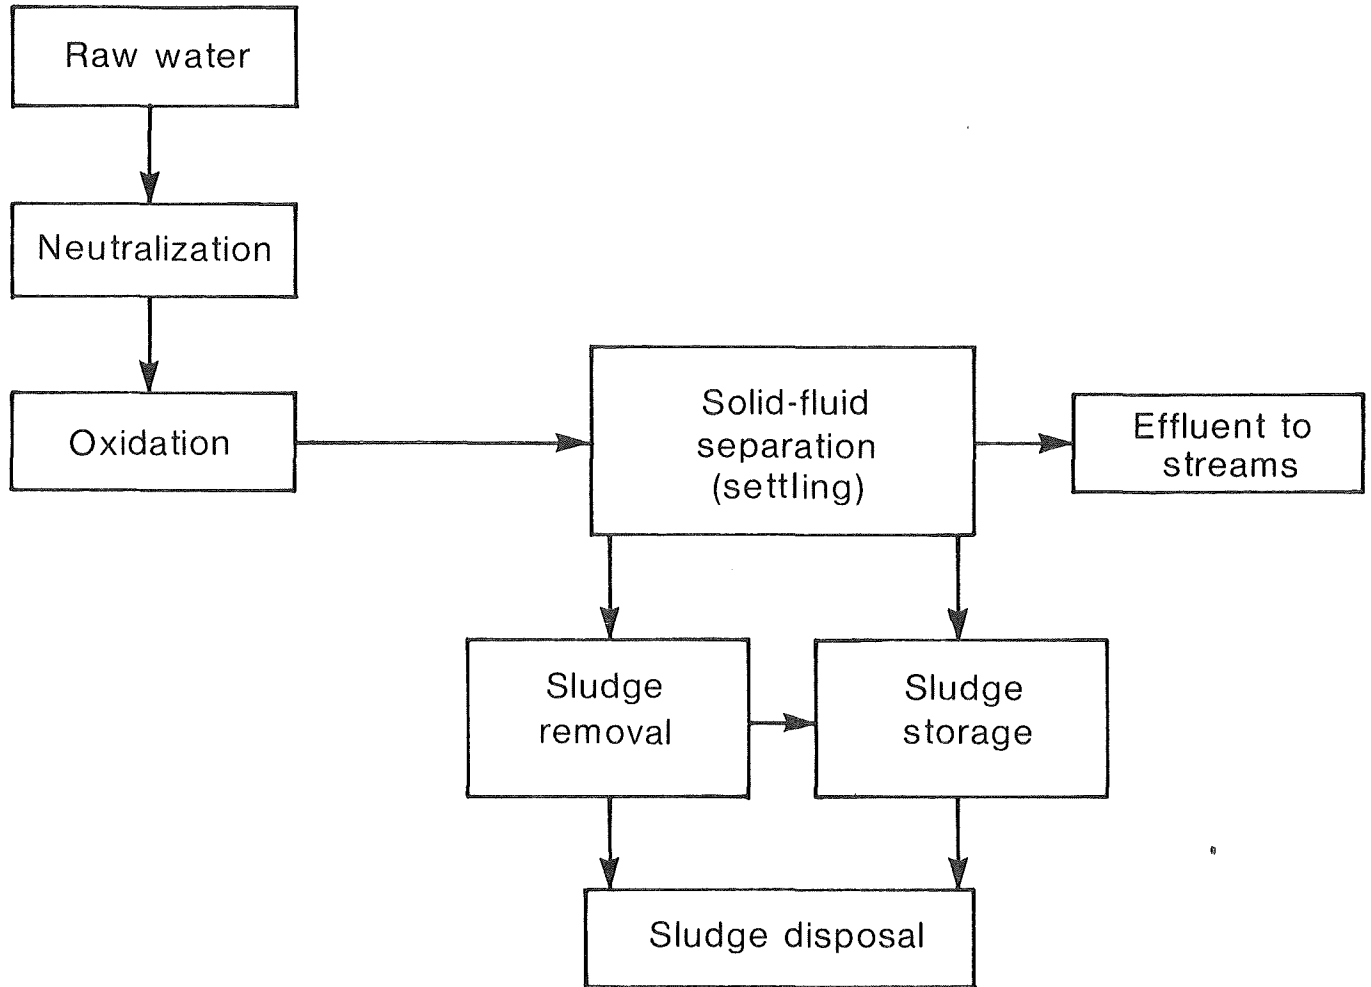 Raw water
Neutralization
Oxidation
Solid-fluid
separation
(settling)
Effluent to
streams
Sludge
removal
Sludge
storage
Sludge disposal